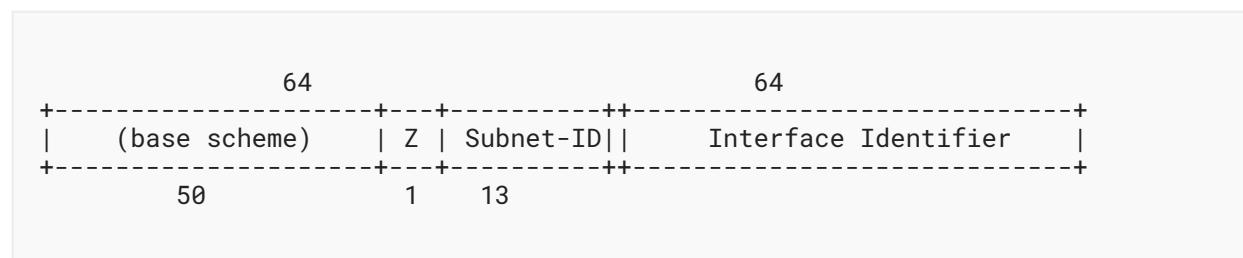 64                             64
+---------------------+---+----------++-----------------------------+
|    (base scheme)    | Z | Subnet-ID||     Interface Identifier    |
+---------------------+---+----------++-----------------------------+
         50             1    13